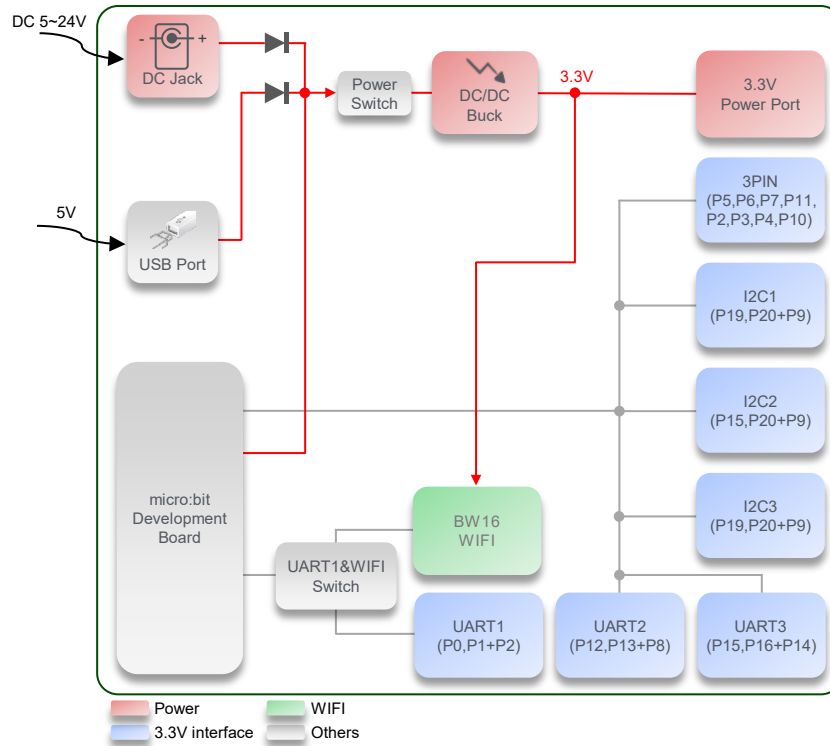 DC 5~24V
- +
DC Jack
Power
Switch
DC/DC
Buck
3.3V
3.3V
Power Port
5V
USB Port
3PIN
(P5,P6,P7,P11,
P2,P3,P4,P10)
I2C1
(P19,P20+P9)
I2C2
(P15,P20+P9)
I2C3
(P19,P20+P9)
micro:bit
Development
Board
BW16
WIFI
UART1&WIFI
Switch
UART1
(P0,P1+P2)
UART2
(P12,P13+P8)
UART3
(P15,P16+P14)
Power
WIFI
3.3V interface
Others